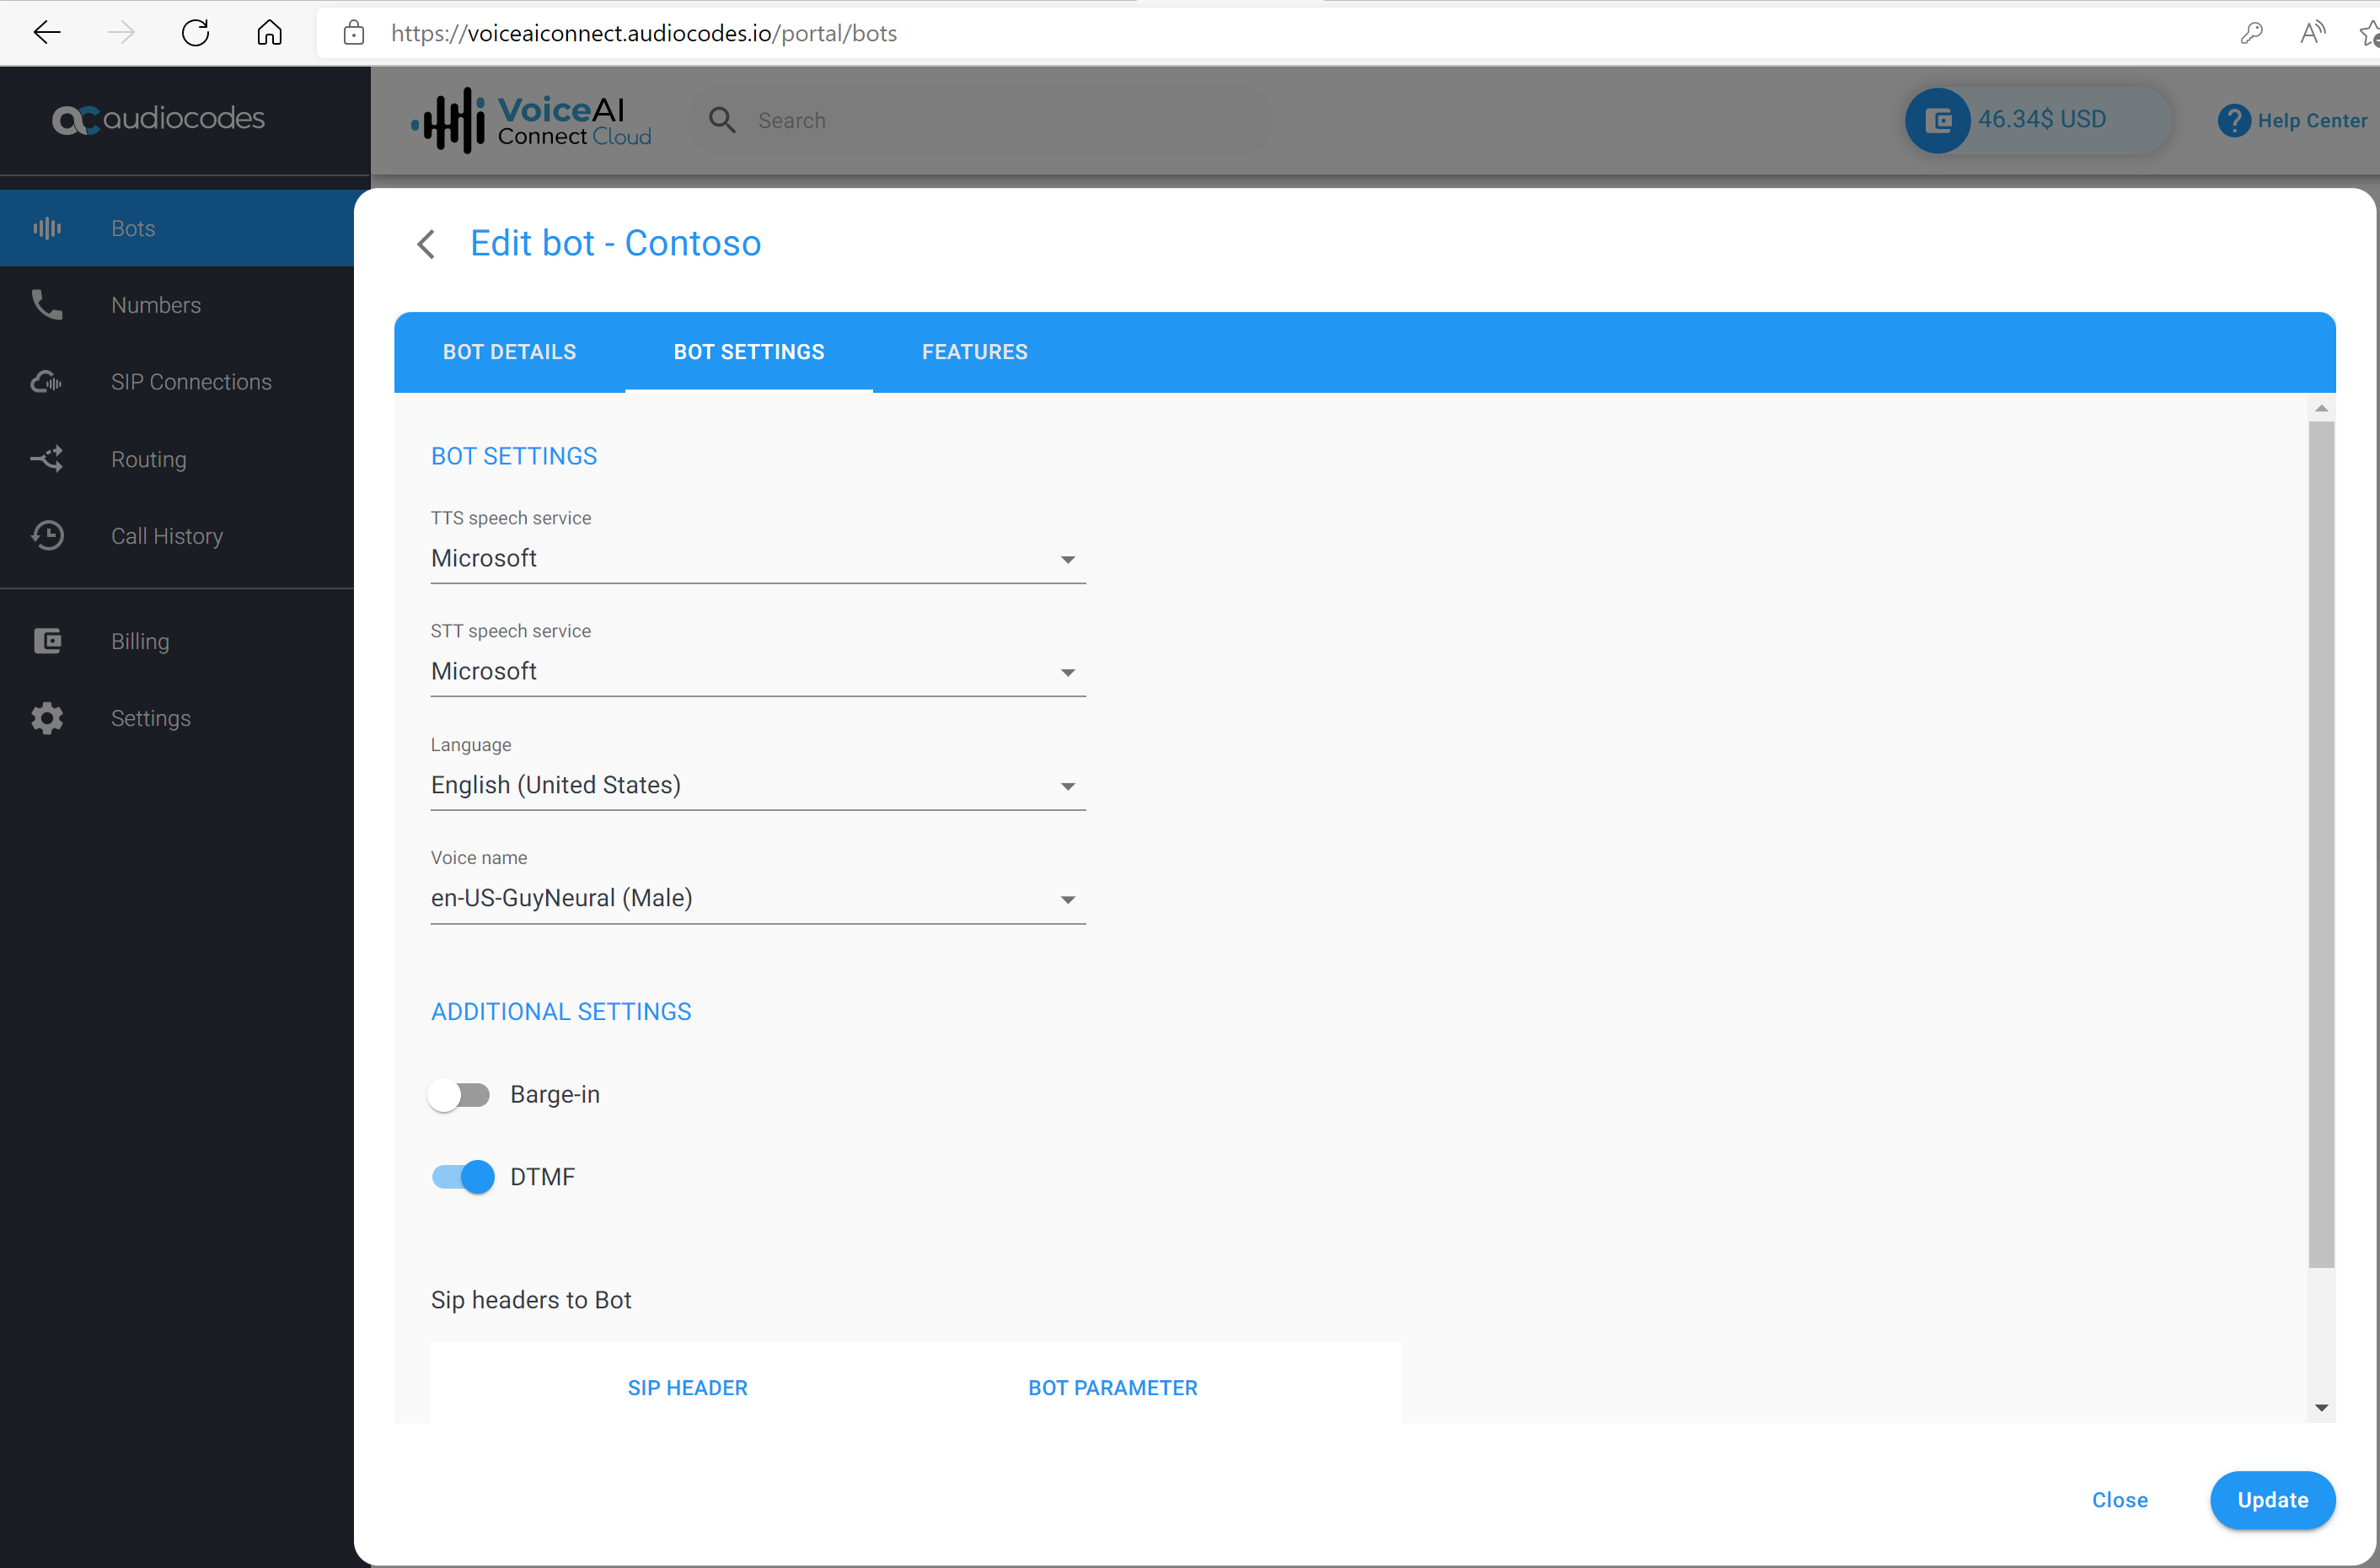 https://voiceaiconnect.audiocodes.io/portal/bots
audiocodes
VoiceAI
Connect Cloud
Search
46.34$ USD
Help Center
Bots
Numbers
SIP Connections
Routing
Call History
Billing
Settings
Edit bot - Contoso
BOT DETAILS
BOT SETTINGS
FEATURES
BOT SETTINGS
TTS speech service
Microsoft
STT speech service
Microsoft
Language
English (United States)
Voice name
en-US-GuyNeural (Male)
ADDITIONAL SETTINGS
Barge-in
DTMF
Sip headers to Bot
SIP HEADER
BOT PARAMETER
Close
Update